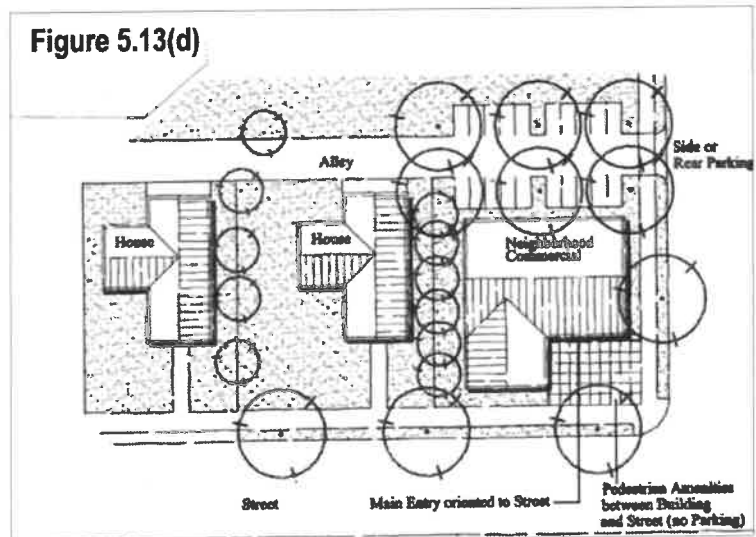 Figure 5.13(d)
Alley
Side or
Rear Parking
House
House
Neighborhood
Commercial
Street
Main Entry oriented to Street
Pedestrian Amenities
between Building
and Street (no Parking)